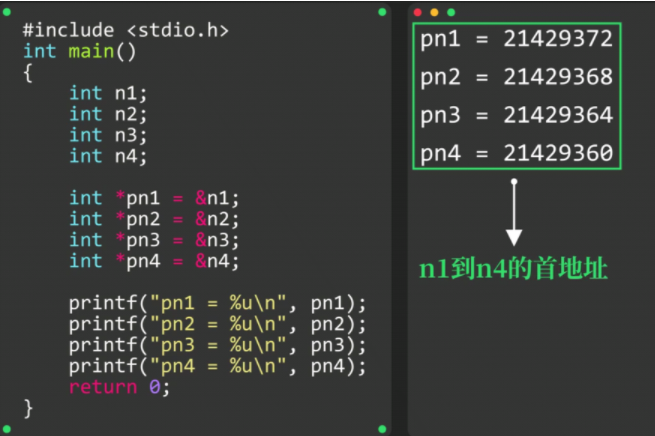 #include <stdio.h>
int main()
{
    int n1;
    int n2;
    int n3;
    int n4;

    int *pn1 = &n1;
    int *pn2 = &n2;
    int *pn3 = &n3;
    int *pn4 = &n4;

    printf("pn1 = %u\n", pn1);
    printf("pn2 = %u\n", pn2);
    printf("pn3 = %u\n", pn3);
    printf("pn4 = %u\n", pn4);
    return 0;
}
pn1 = 21429372
pn2 = 21429368
pn3 = 21429364
pn4 = 21429360
n1到n4的首地址